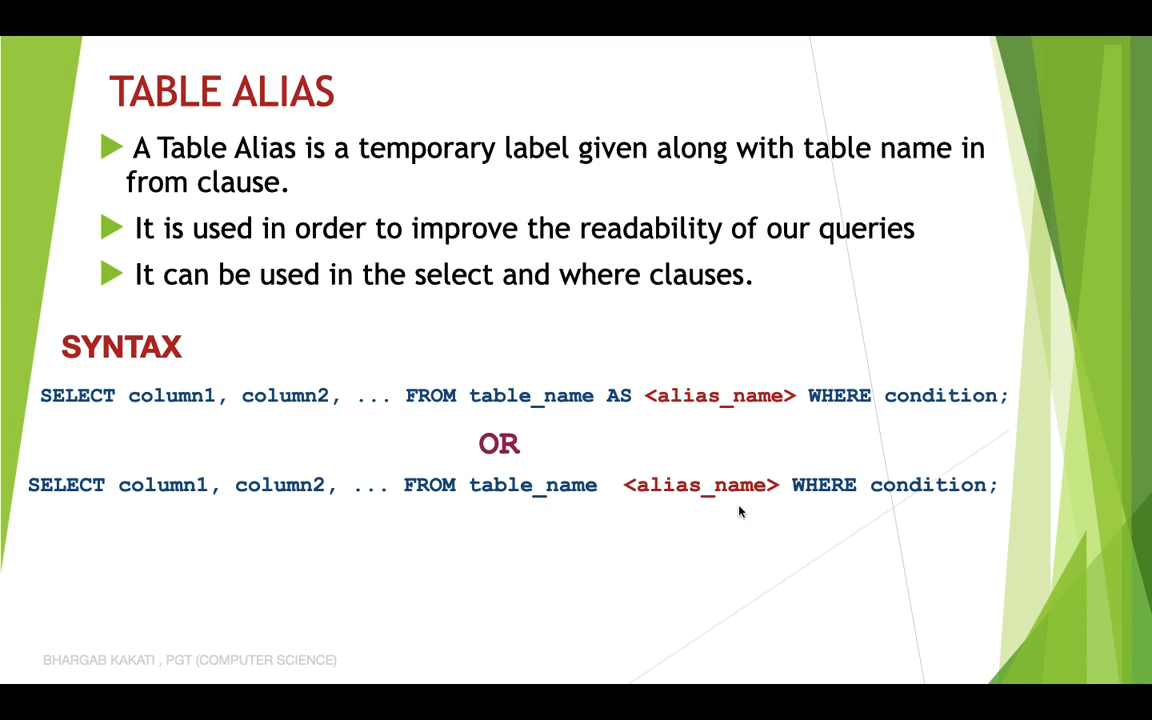 TABLE ALIAS
A Table Alias is a temporary label given along with table name in
from clause.
It is used in order to improve the readability of our queries
It can be used in the select and where clauses.
SYNTAX
SELECT column1, column2, ... FROM table_name AS <alias_name> WHERE condition;
OR
SELECT column1, column2, ... FROM table_name <alias_name> WHERE condition;
BHARGAB KAKATI , PGT (COMPUTER SCIENCE)